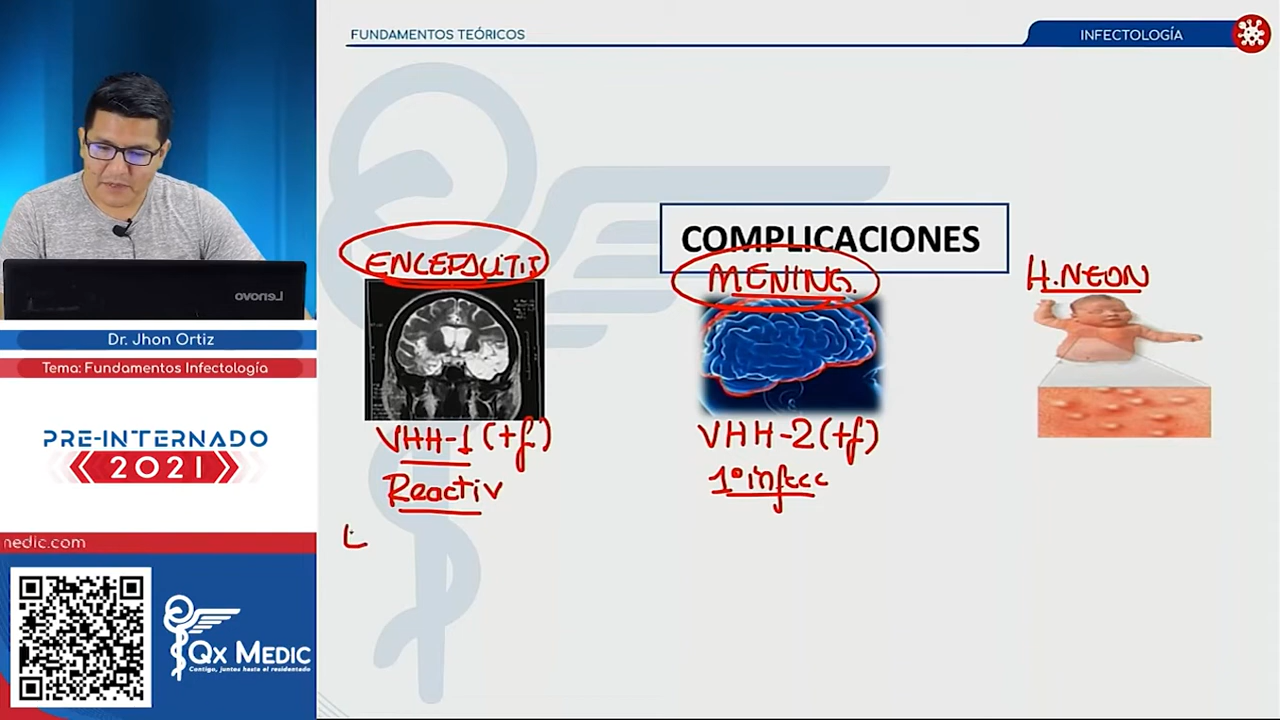 FUNDAMENTOS TEÓRICOS
INFECTOLOGÍA
COMPLICACIONES
ENCEFALITIS
MENING.
H.NEON
VHH-1 (+f)
VHH-2 (+f)
Reactiv
1° infecc
L
Lenovo
Dr. Jhon Ortiz
Tema: Fundamentos Infectología
PRE-INTERNADO
2021
medic.com
QX MEDIC
Contigo, juntos hasta el residentado